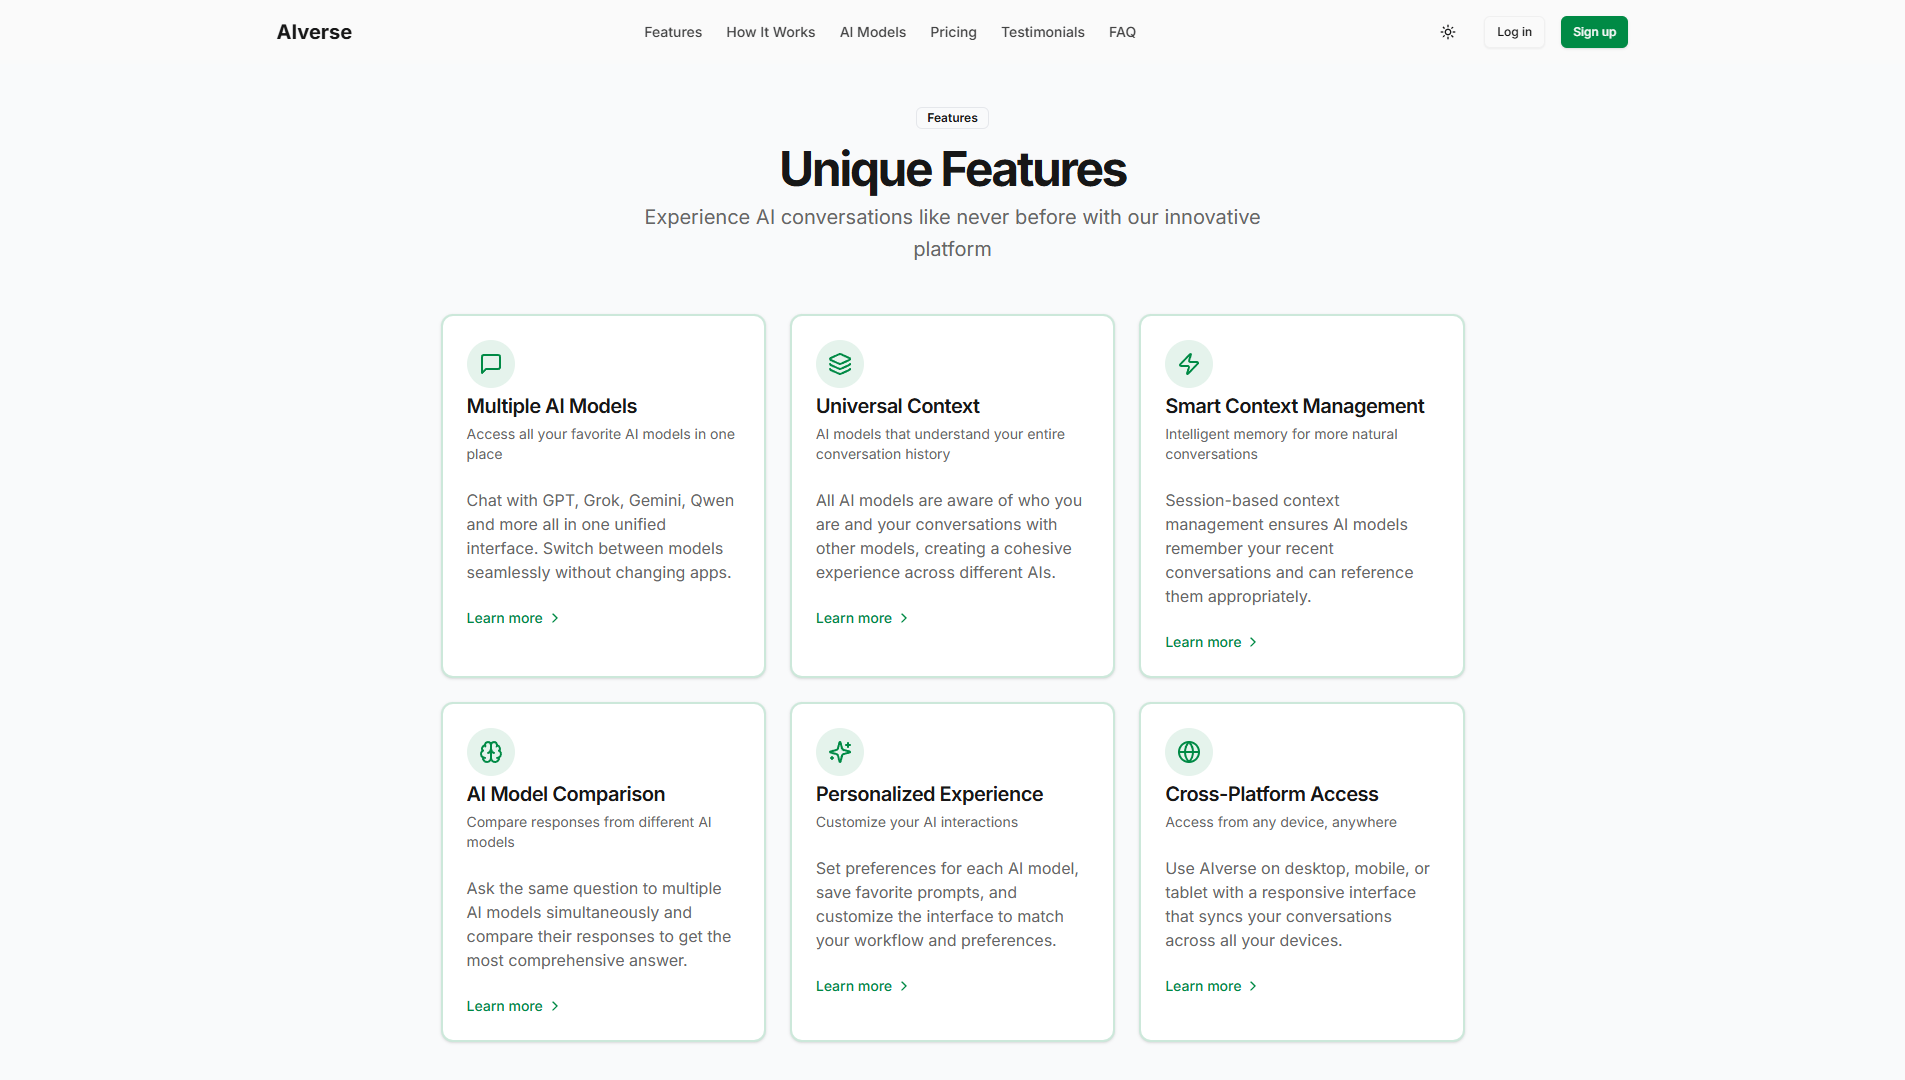 AIverse
Features
How It Works
AI Models
Pricing
Testimonials
FAQ
Log in
Sign up
Features
Unique Features
Experience AI conversations like never before with our innovative
platform
Multiple AI Models
Access all your favorite AI models in one
place
Chat with GPT, Grok, Gemini, Qwen
and more all in one unified
interface. Switch between models
seamlessly without changing apps.
Learn more
Universal Context
AI models that understand your entire
conversation history
All AI models are aware of who you
are and your conversations with
other models, creating a cohesive
experience across different AIs.
Learn more
Smart Context Management
Intelligent memory for more natural
conversations
Session-based context
management ensures AI models
remember your recent
conversations and can reference
them appropriately.
Learn more
AI Model Comparison
Compare responses from different AI
models
Ask the same question to multiple
AI models simultaneously and
compare their responses to get the
most comprehensive answer.
Learn more
Personalized Experience
Customize your AI interactions
Set preferences for each AI model,
save favorite prompts, and
customize the interface to match
your workflow and preferences.
Learn more
Cross-Platform Access
Access from any device, anywhere
Use AIverse on desktop, mobile, or
tablet with a responsive interface
that syncs your conversations
across all your devices.
Learn more